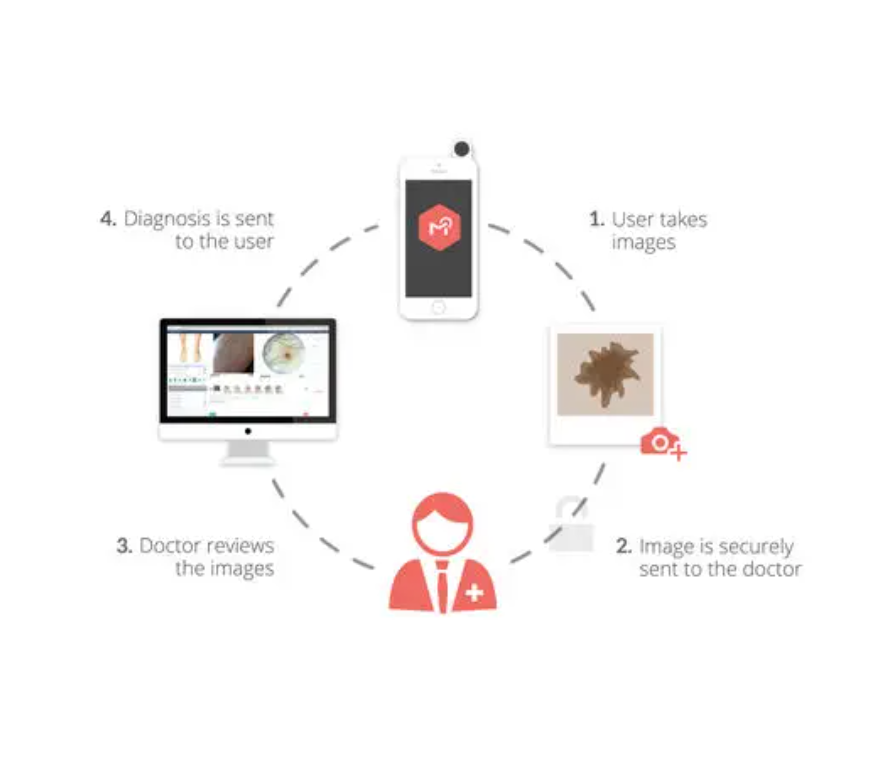 1. User takes
images
2. Image is securely
sent to the doctor
3. Doctor reviews
the images
4. Diagnosis is sent
to the user